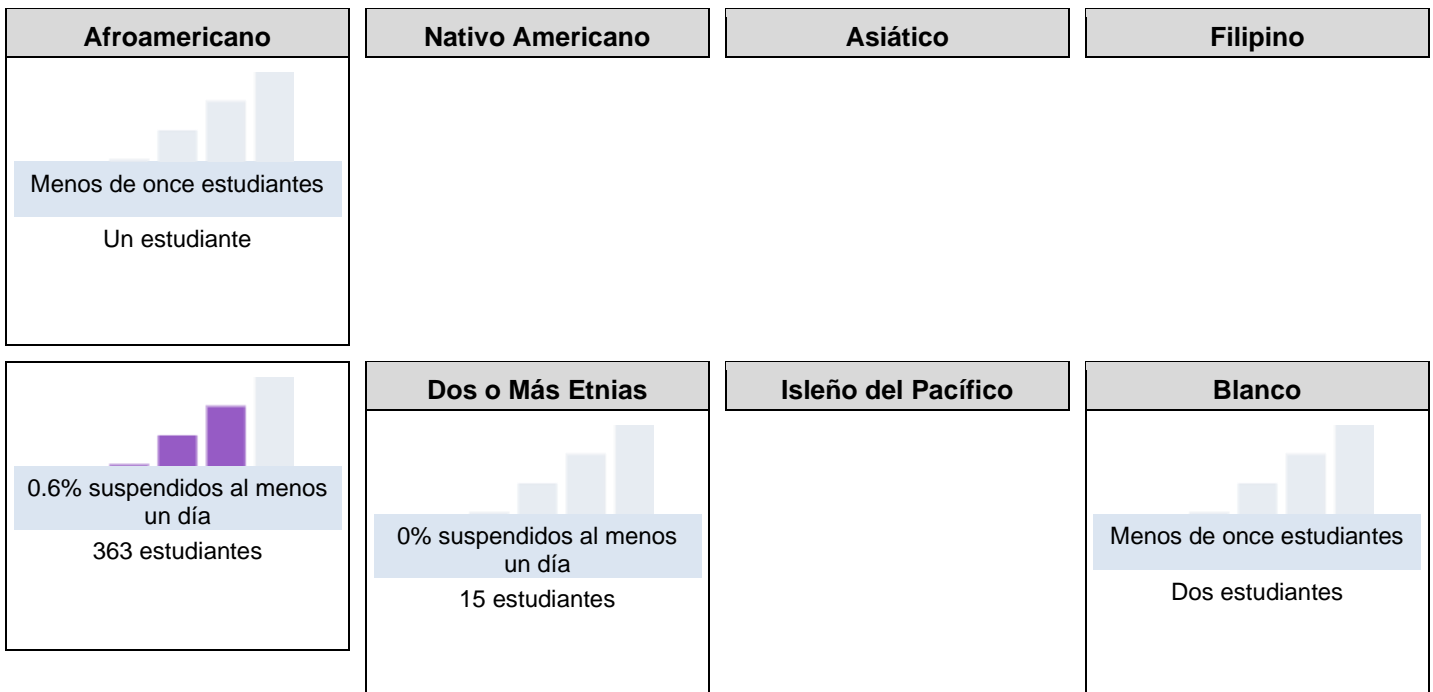 Afroamericano
Nativo Americano
Asiático
Filipino
Menos de once estudiantes
Un estudiante
0.6% suspendidos al menos
un día
363 estudiantes
Dos o Más Etnias
0% suspendidos al menos
un día
15 estudiantes
Isleño del Pacífico
Blanco
Menos de once estudiantes
Dos estudiantes